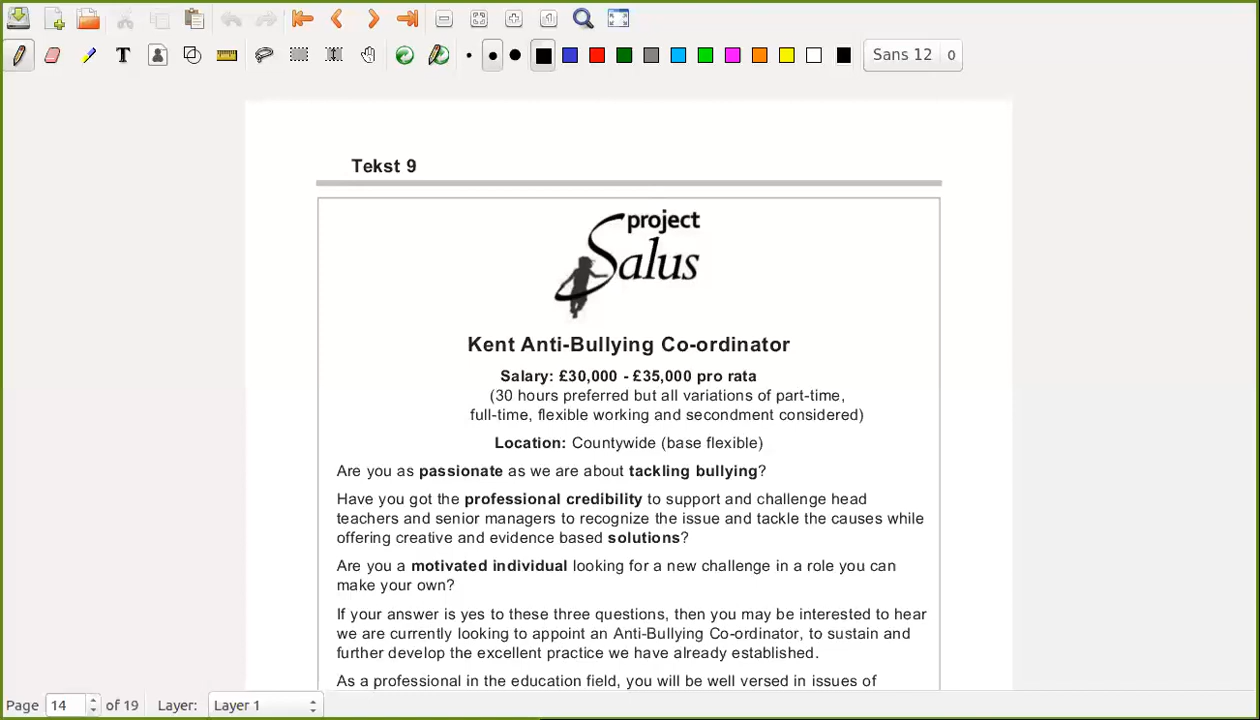 T
Sans 12 0
Tekst 9
project
Salus
Kent Anti-Bullying Co-ordinator
Salary: £30,000 - £35,000 pro rata
(30 hours preferred but all variations of part-time,
full-time, flexible working and secondment considered)
Location: Countywide (base flexible)
Are you as passionate as we are about tackling bullying?
Have you got the professional credibility to support and challenge head
teachers and senior managers to recognize the issue and tackle the causes while
offering creative and evidence based solutions?
Are you a motivated individual looking for a new challenge in a role you can
make your own?
If your answer is yes to these three questions, then you may be interested to hear
we are currently looking to appoint an Anti-Bullying Co-ordinator, to sustain and
further develop the excellent practice we have already established.
As a professional in the education field, you will be well versed in issues of
Page 14 of 19 Layer: Layer 1